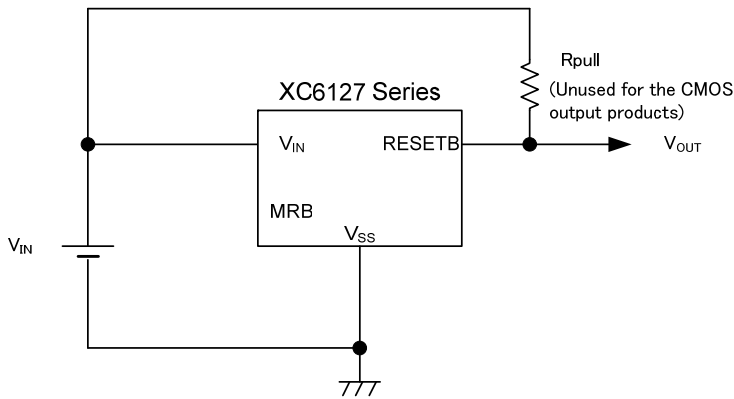 Rpull
(Unused for the CMOS
output products)
XC6127 Series
VIN
RESETB
VOUT
MRB
VSS
VIN